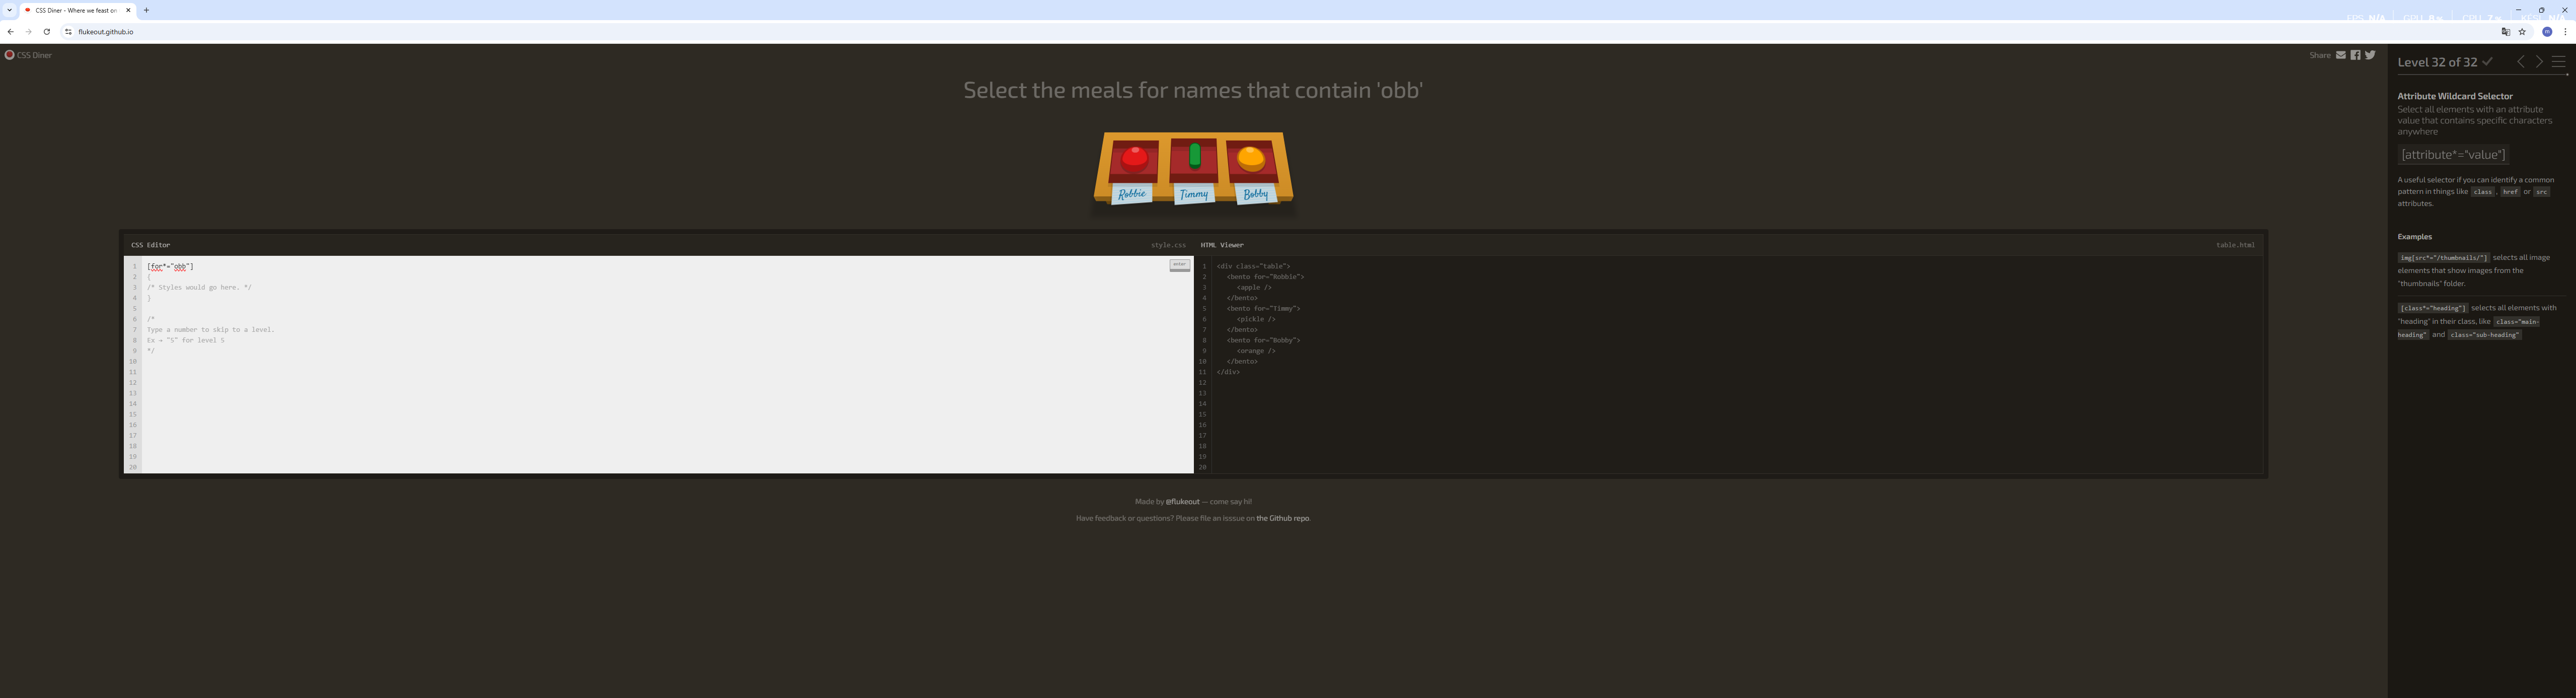 CSS Diner - Where we feast on
flukeout.github.io
CSS Diner
Share
Select the meals for names that contain 'obb'
Robbie
Timmy
Bobby
CSS Editor
style.css
1 [for*="obb"]
enter
2 {
3 /* Styles would go here. */
4 }
5
6 /*
7 Type a number to skip to a level.
8 Ex → "5" for level 5
9 */
10
11
12
13
14
15
16
17
18
19
20
HTML Viewer
table.html
1 <div class="table">
2 <bento for="Robbie">
3 <apple />
4 </bento>
5 <bento for="Timmy">
6 <pickle />
7 </bento>
8 <bento for="Bobby">
9 <orange />
10 </bento>
11 </div>
12
13
14
15
16
17
18
19
20
Made by @flukeout — come say hi!
Have feedback or questions? Please file an isssue on the Github repo.
Level 32 of 32
Attribute Wildcard Selector
Select all elements with an attribute
value that contains specific characters
anywhere
[attribute*="value"]
A useful selector if you can identify a common
pattern in things like class , href or src
attributes.
Examples
img[src*="/thumbnails/"] selects all image
elements that show images from the
"thumbnails" folder.
[class*="heading"] selects all elements with
"heading" in their class, like class="main-
heading" and class="sub-heading"